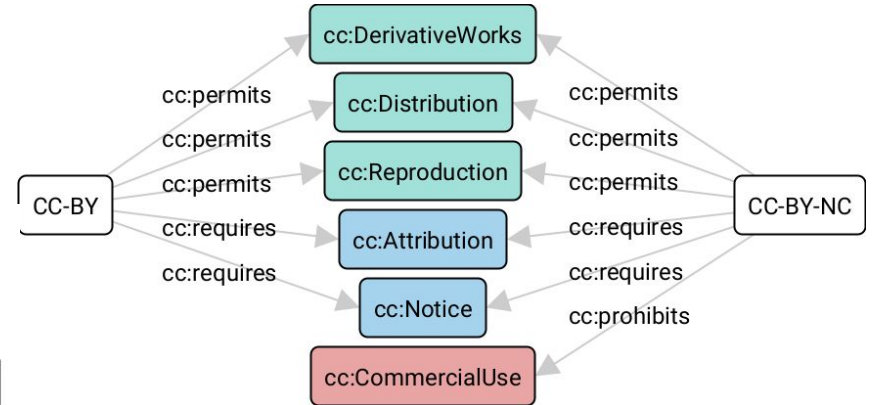 cc:DerivativeWorks
cc:permits
cc:permits
cc:Distribution
cc:permits
cc:permits
cc:Reproduction
cc:permits
cc:permits
CC-BY
CC-BY-NC
cc:requires
cc:Attribution
cc:requires
cc:requires
cc:requires
cc:Notice
cc:prohibits
cc:CommercialUse